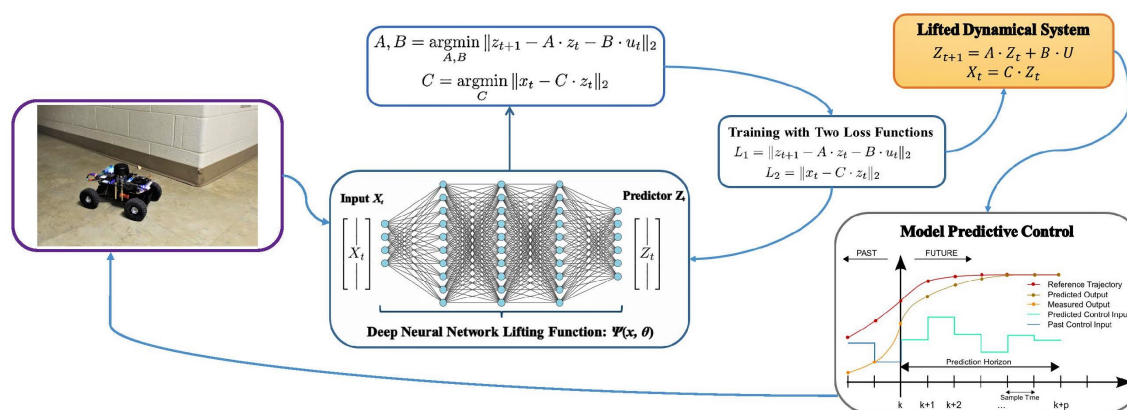 A, B = argmin ‖z_{t+1} − A · z_t − B · u_t‖_2
A,B
C = argmin ‖x_t − C · z_t‖_2
C
Lifted Dynamical System
Z_{t+1} = A · Z_t + B · U
X_t = C · Z_t
Training with Two Loss Functions
L_1 = ‖z_{t+1} − A · z_t − B · u_t‖_2
L_2 = ‖x_t − C · z_t‖_2
Input X_t
X_t
Predictor Z_t
Z_t
Deep Neural Network Lifting Function: Ψ(x, θ)
Model Predictive Control
PAST
FUTURE
Reference Trajectory
Predicted Output
Measured Output
Predicted Control Input
Past Control Input
Prediction Horizon
Sample Time
k
k+1
k+2
...
k+p